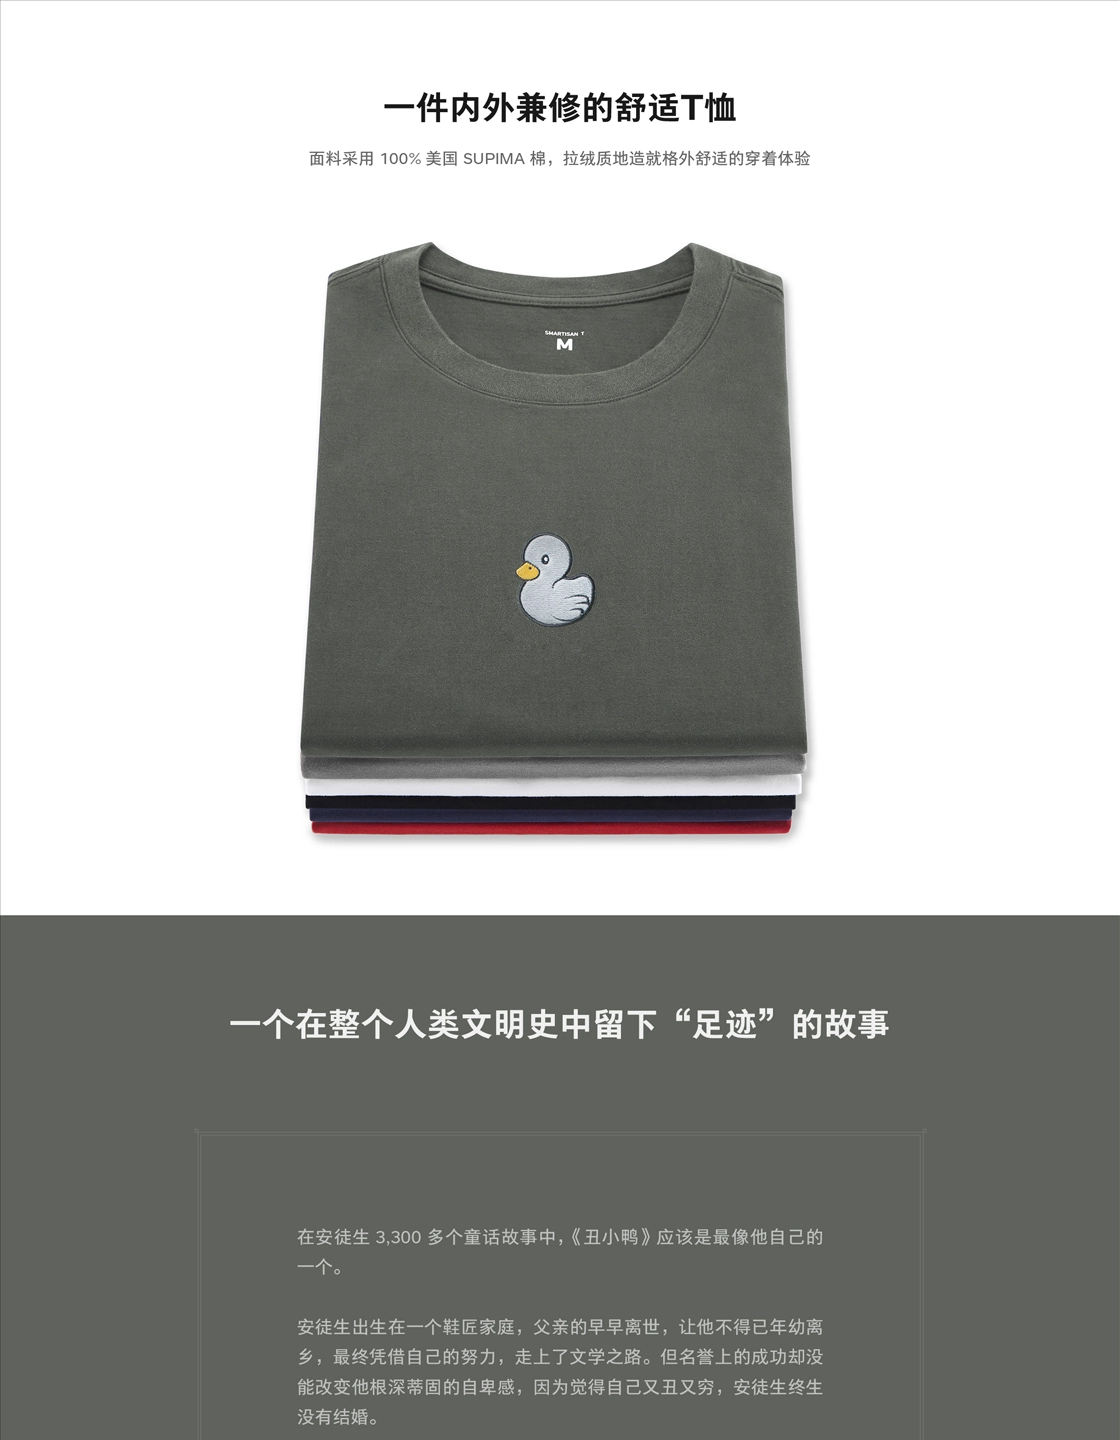 一件内外兼修的舒适T恤
面料采用 100% 美国 SUPIMA 棉，拉绒质地造就格外舒适的穿着体验
SMARTISAN T
M
一个在整个人类文明史中留下“足迹”的故事
在安徒生 3,300 多个童话故事中，《丑小鸭》应该是最像他自己的
一个。
安徒生出生在一个鞋匠家庭，父亲的早早离世，让他不得已年幼离
乡，最终凭借自己的努力，走上了文学之路。但名誉上的成功却没
能改变他根深蒂固的自卑感，因为觉得自己又丑又穷，安徒生终生
没有结婚。